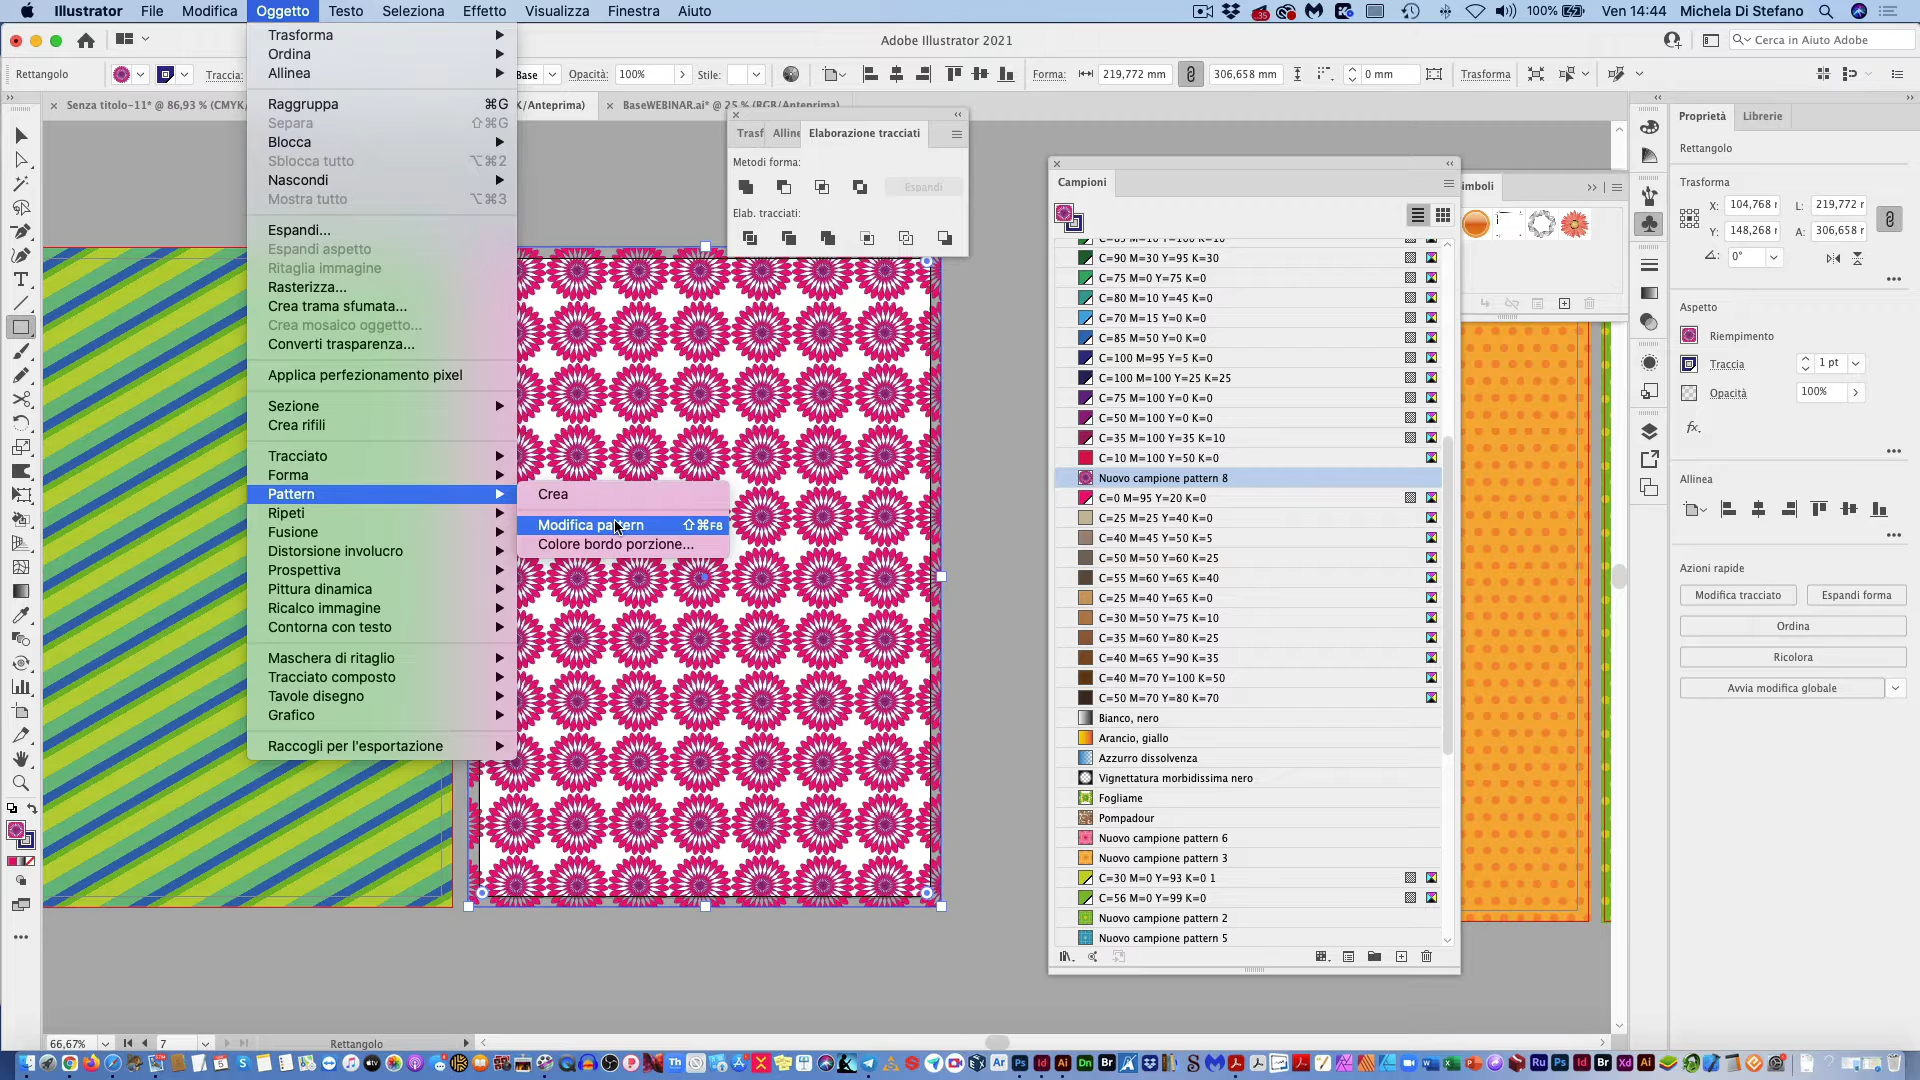 Illustrator File Modifica Oggetto Testo Seleziona Effetto Visualizza Finestra Aiuto 35 100% Ven 14:44 Michela Di Stefano
Adobe Illustrator 2021 Cerca in Aiuto Adobe
Rettangolo Traccia: Base Opacità: 100% Stile: Forma: 219,772 mm 306,658 mm 0 mm Trasforma
Senza titolo-11* @ 86,93 % (CMYK/ K/Anteprima) BaseWEBINAR.ai* @ 25 % (RGB/Anteprima)
Trasforma
Ordina
Allinea
Raggruppa ⌘G
Separa ⇧⌘G
Blocca
Sblocca tutto ⌥⌘2
Nascondi
Mostra tutto ⌥⌘3
Espandi...
Espandi aspetto
Ritaglia immagine
Rasterizza...
Crea trama sfumata...
Crea mosaico oggetto...
Converti trasparenza...
Applica perfezionamento pixel
Sezione
Crea rifili
Tracciato
Forma
Pattern
Ripeti
Fusione
Distorsione involucro
Prospettiva
Pittura dinamica
Ricalco immagine
Contorna con testo
Maschera di ritaglio
Tracciato composto
Tavole disegno
Grafico
Raccogli per l'esportazione
Crea
Modifica pattern ⇧⌘F8
Colore bordo porzione...
Trasf Alline Elaborazione tracciati
Metodi forma:
Espandi
Elab. tracciati:
Campioni
C=85 M=10 Y=100 K=10
C=90 M=30 Y=95 K=30
C=75 M=0 Y=75 K=0
C=80 M=10 Y=45 K=0
C=70 M=15 Y=0 K=0
C=85 M=50 Y=0 K=0
C=100 M=95 Y=5 K=0
C=100 M=100 Y=25 K=25
C=75 M=100 Y=0 K=0
C=50 M=100 Y=0 K=0
C=35 M=100 Y=35 K=10
C=10 M=100 Y=50 K=0
Nuovo campione pattern 8
C=0 M=95 Y=20 K=0
C=25 M=25 Y=40 K=0
C=40 M=45 Y=50 K=5
C=50 M=50 Y=60 K=25
C=55 M=60 Y=65 K=40
C=25 M=40 Y=65 K=0
C=30 M=50 Y=75 K=10
C=35 M=60 Y=80 K=25
C=40 M=65 Y=90 K=35
C=40 M=70 Y=100 K=50
C=50 M=70 Y=80 K=70
Bianco, nero
Arancio, giallo
Azzurro dissolvenza
Vignettatura morbidissima nero
Fogliame
Pompadour
Nuovo campione pattern 6
Nuovo campione pattern 3
C=30 M=0 Y=93 K=0 1
C=56 M=0 Y=99 K=0
Nuovo campione pattern 2
Nuovo campione pattern 5
imboli
Proprietà Librerie
Rettangolo
Trasforma
X: 104,768 r L: 219,772 r
Y: 148,268 r A: 306,658 r
0°
Aspetto
Riempimento
Traccia 1 pt
Opacità 100%
fx.
Allinea
Azioni rapide
Modifica tracciato Espandi forma
Ordina
Ricolora
Avvia modifica globale
66,67% 7 Rettangolo